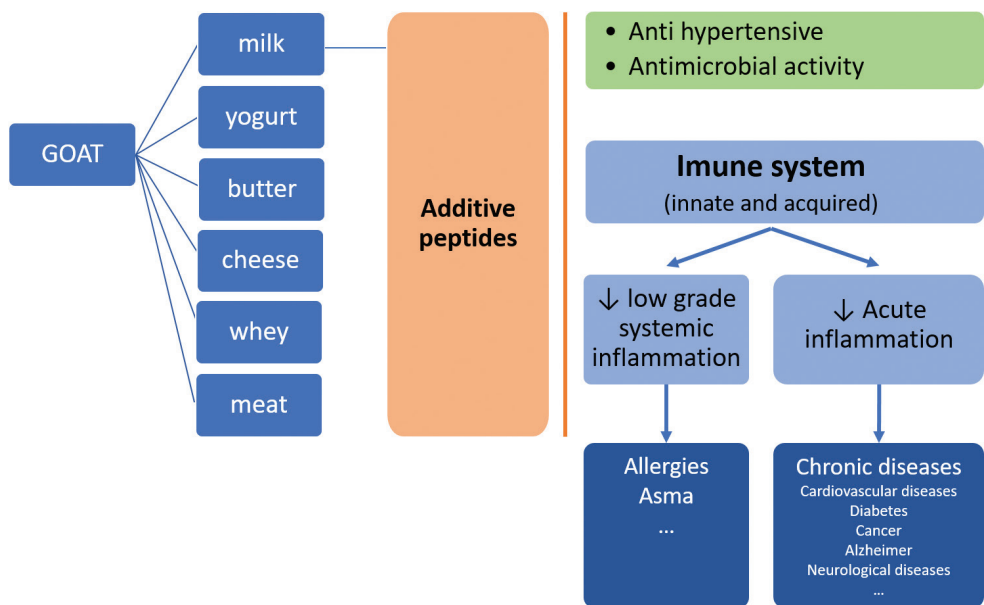 GOAT
milk
yogurt
butter
cheese
whey
meat
Additive
peptides
• Anti hypertensive
• Antimicrobial activity
Imune system
(innate and acquired)
↓ low grade
systemic
inflammation
↓ Acute
inflammation
Allergies
Asma
...
Chronic diseases
Cardiovascular diseases
Diabetes
Cancer
Alzheimer
Neurological diseases
...